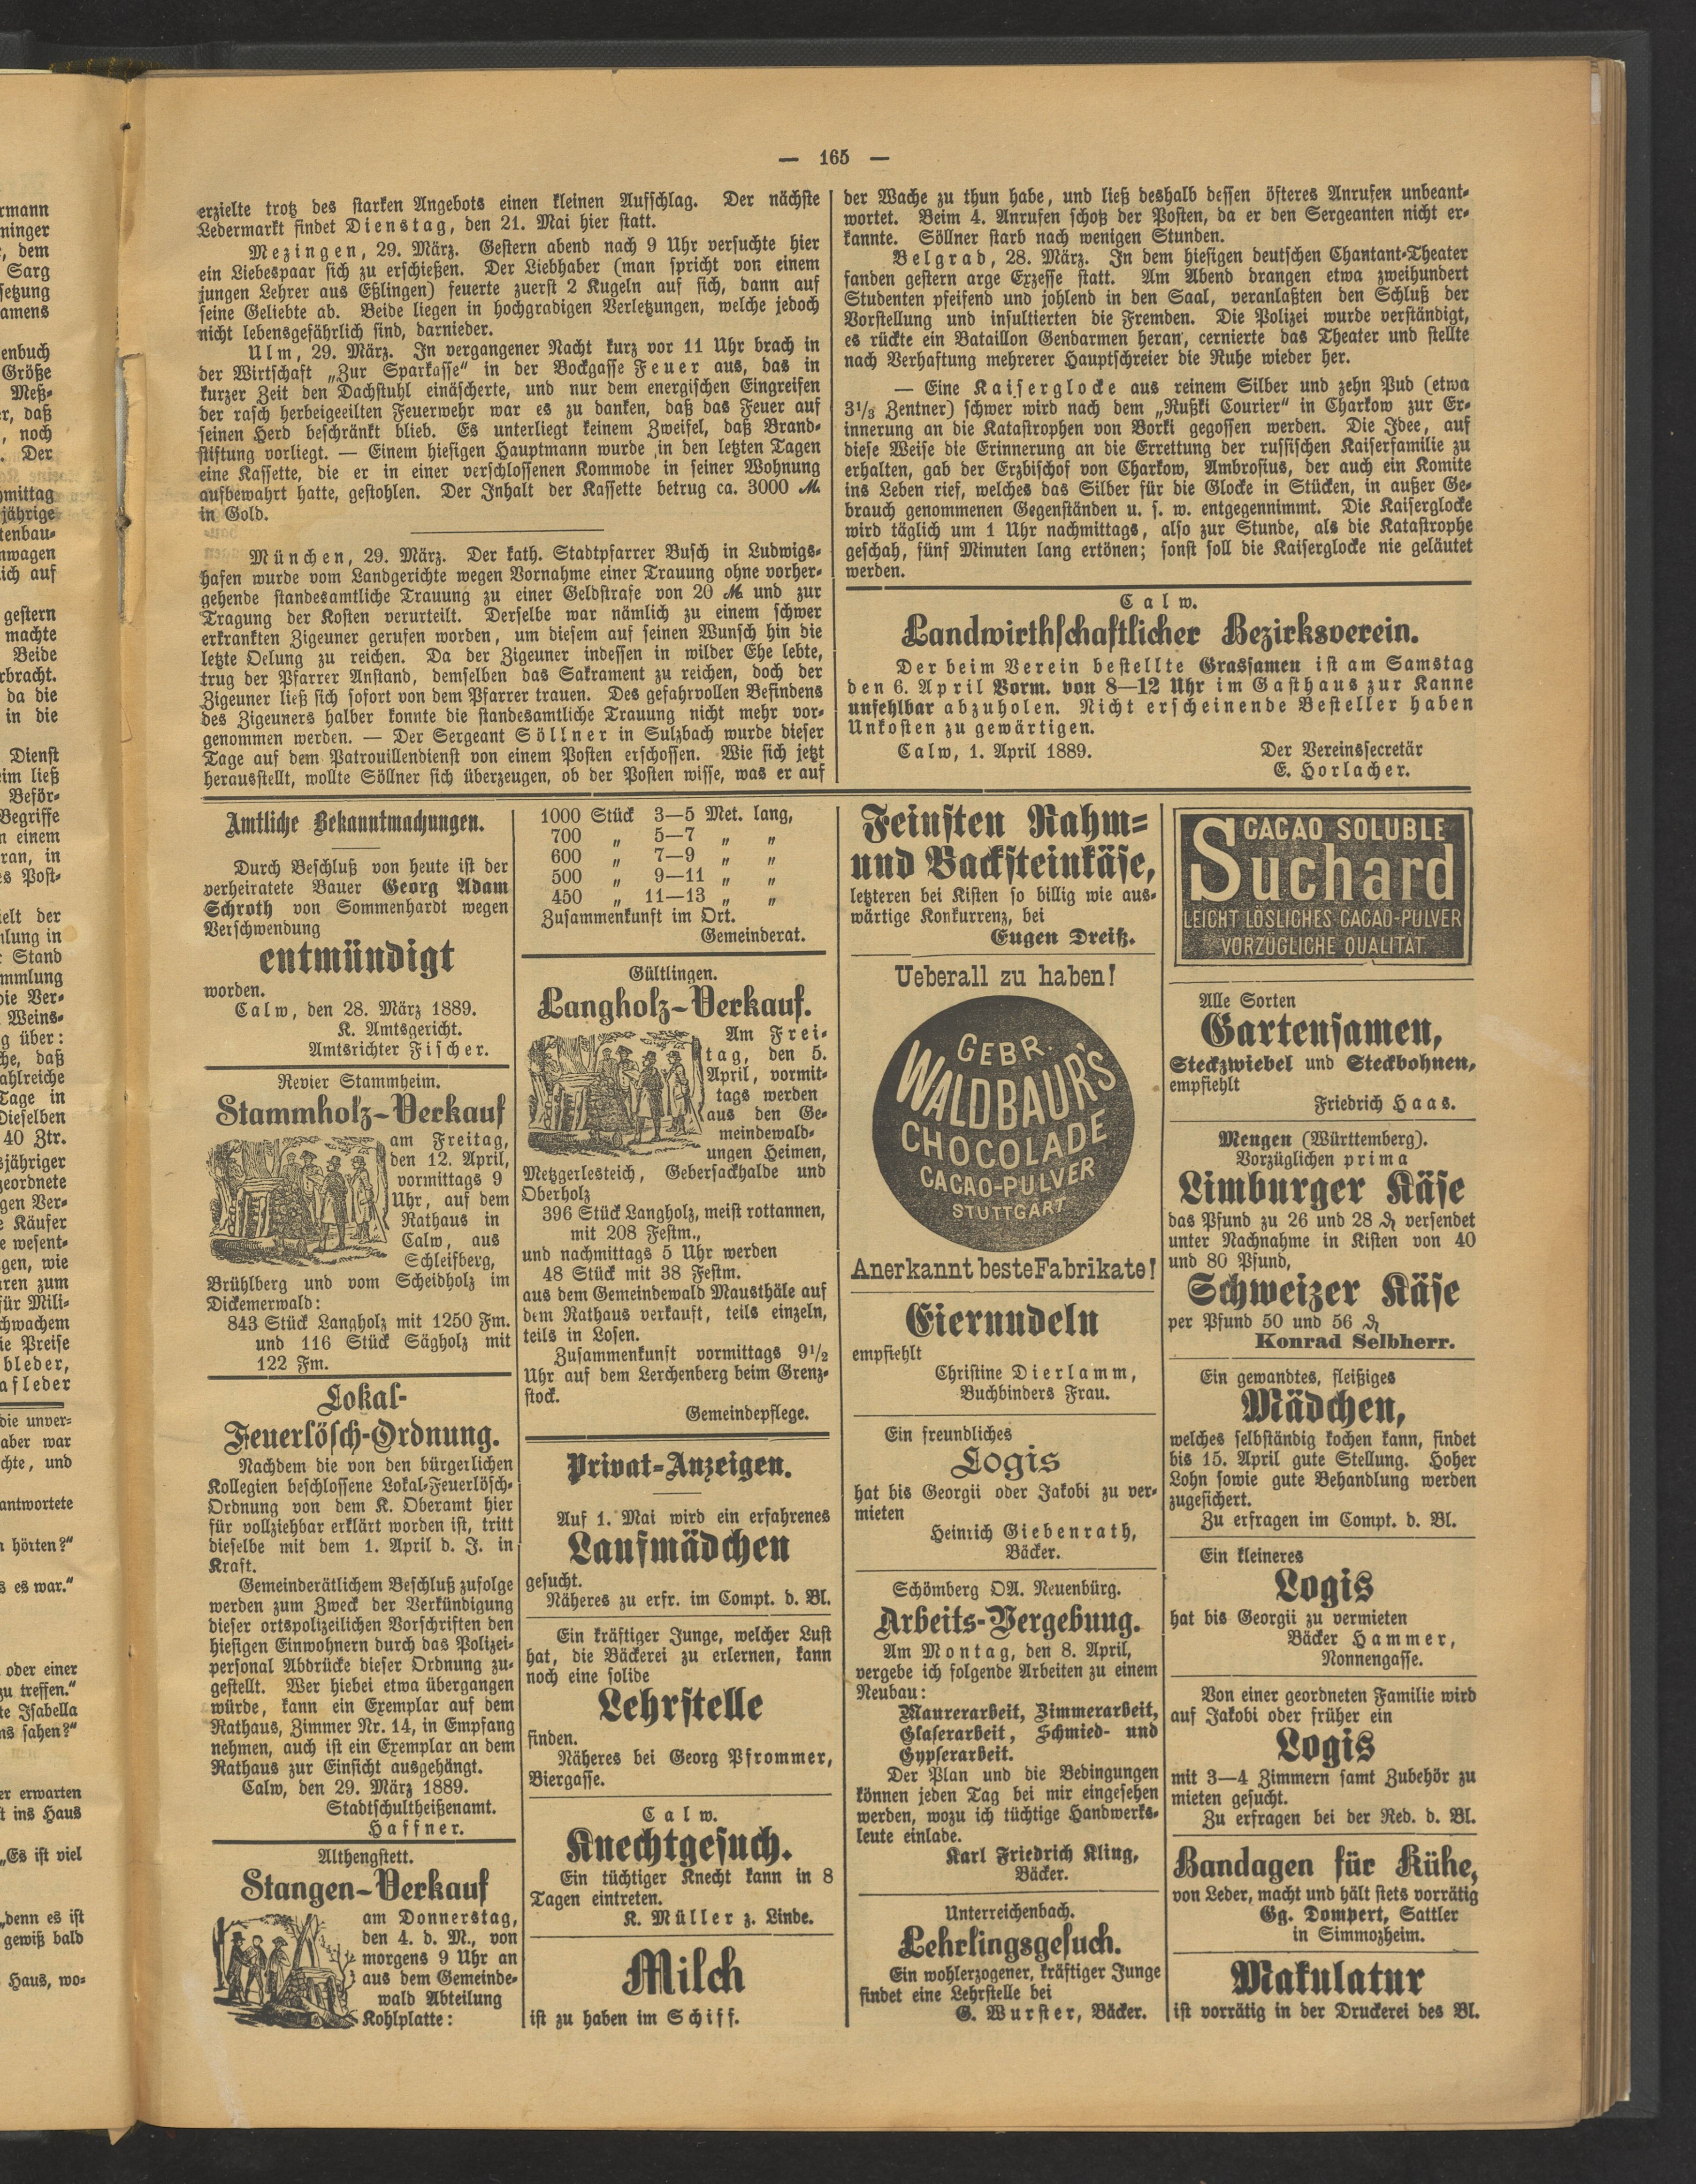 — 165 —
erzielte trotz des starken Angebots einen kleinen Aufschlag. Der nächste
Ledermarkt findet Dienstag, den 21. Mai hier statt.
Mezingen, 29. März. Gestern abend nach 9 Uhr versuchte hier
ein Liebespaar sich zu erschießen. Der Liebhaber (man spricht von einem
jungen Lehrer aus Eßlingen) feuerte zuerst 2 Kugeln auf sich, dann auf
seine Geliebte ab. Beide liegen in hochgradigen Verletzungen, welche jedoch
nicht lebensgefährlich sind, darnieder.
Ulm, 29. März. In vergangener Nacht kurz vor 11 Uhr brach in
der Wirtschaft „Zur Sparkasse“ in der Bockgasse Feuer aus, das in
kurzer Zeit den Dachstuhl einäscherte, und nur dem energischen Eingreifen
der rasch herbeigeeilten Feuerwehr war es zu danken, daß das Feuer auf
seinen Herd beschränkt blieb. Es unterliegt keinem Zweifel, daß Brand-
stiftung vorliegt. — Einem hiesigen Hauptmann wurde in den letzten Tagen
eine Kassette, die er in einer verschlossenen Kommode in seiner Wohnung
aufbewahrt hatte, gestohlen. Der Inhalt der Kassette betrug ca. 3000 ℳ
in Gold.
München, 29. März. Der kath. Stadtpfarrer Busch in Ludwigs-
hafen wurde vom Landgerichte wegen Vornahme einer Trauung ohne vorher-
gehende standesamtliche Trauung zu einer Geldstrafe von 20 ℳ und zur
Tragung der Kosten verurteilt. Derselbe war nämlich zu einem schwer
erkrankten Zigeuner gerufen worden, um diesem auf seinen Wunsch hin die
letzte Oelung zu reichen. Da der Zigeuner indessen in wilder Ehe lebte,
trug der Pfarrer Anstand, demselben das Sakrament zu reichen, doch der
Zigeuner ließ sich sofort von dem Pfarrer trauen. Des gefahrvollen Befindens
des Zigeuners halber konnte die standesamtliche Trauung nicht mehr vor-
genommen werden. — Der Sergeant Söllner in Sulzbach wurde dieser
Tage auf dem Patrouillendienst von einem Posten erschossen. Wie sich jetzt
herausstellt, wollte Söllner sich überzeugen, ob der Posten wisse, was er auf
der Wache zu thun habe, und ließ deshalb dessen öfteres Anrufen unbeant-
wortet. Beim 4. Anrufen schoß der Posten, da er den Sergeanten nicht er-
kannte. Söllner starb nach wenigen Stunden.
Belgrad, 28. März. In dem hiesigen deutschen Chantant-Theater
fanden gestern arge Exzesse statt. Am Abend drangen etwa zweihundert
Studenten pfeifend und johlend in den Saal, veranlaßten den Schluß der
Vorstellung und insultierten die Fremden. Die Polizei wurde verständigt,
es rückte ein Bataillon Gendarmen heran, cernierte das Theater und stellte
nach Verhaftung mehrerer Hauptschreier die Ruhe wieder her.
— Eine Kaiserglocke aus reinem Silber und zehn Pud (etwa
3 1/3 Zentner) schwer wird nach dem „Rußki Courier“ in Charkow zur Er-
innerung an die Katastrophen von Borki gegossen werden. Die Idee, auf
diese Weise die Erinnerung an die Errettung der russischen Kaiserfamilie zu
erhalten, gab der Erzbischof von Charkow, Ambrosius, der auch ein Komite
ins Leben rief, welches das Silber für die Glocke in Stücken, in außer Ge-
brauch genommenen Gegenständen u. s. w. entgegennimmt. Die Kaiserglocke
wird täglich um 1 Uhr nachmittags, also zur Stunde, als die Katastrophe
geschah, fünf Minuten lang ertönen; sonst soll die Kaiserglocke nie geläutet
werden.
Calw.
Landwirthschaftlicher Bezirksverein.
Der beim Verein bestellte Grassamen ist am Samstag
den 6. April Vorm. von 8—12 Uhr im Gasthaus zur Kanne
unfehlbar abzuholen. Nicht erscheinende Besteller haben
Unkosten zu gewärtigen.
Calw, 1. April 1889. Der Vereinssecretär
E. Horlacher.
Amtliche Bekanntmachungen.
Durch Beschluß von heute ist der
verheiratete Bauer Georg Adam
Schroth von Sommenhardt wegen
Verschwendung
entmündigt
worden.
Calw, den 28. März 1889.
K. Amtsgericht.
Amtsrichter Fischer.
Revier Stammheim.
Stammholz-Verkauf
am Freitag,
den 12. April,
vormittags 9
Uhr, auf dem
Rathaus in
Calw, aus
Schleifberg,
Brühlberg und vom Scheidholz im
Dickemerwald:
843 Stück Langholz mit 1250 Fm.
und 116 Stück Sägholz mit
122 Fm.
Lokal-
Feuerlösch-Ordnung.
Nachdem die von den bürgerlichen
Kollegien beschlossene Lokal-Feuerlösch-
Ordnung von dem K. Oberamt hier
für vollziehbar erklärt worden ist, tritt
dieselbe mit dem 1. April d. J. in
Kraft.
Gemeinderätlichem Beschluß zufolge
werden zum Zweck der Verkündigung
dieser ortspolizeilichen Vorschriften den
hiesigen Einwohnern durch das Polizei-
personal Abdrücke dieser Ordnung zu-
gestellt. Wer hiebei etwa übergangen
würde, kann ein Exemplar auf dem
Rathaus, Zimmer Nr. 14, in Empfang
nehmen, auch ist ein Exemplar an dem
Rathaus zur Einsicht ausgehängt.
Calw, den 29. März 1889.
Stadtschultheißenamt.
Haffner.
Althengstett.
Stangen-Verkauf
am Donnerstag,
den 4. d. M., von
morgens 9 Uhr an
aus dem Gemeinde-
wald Abteilung
Kohlplatte:
1000 Stück 3—5 Met. lang,
700 „ 5—7 „ „
600 „ 7—9 „ „
500 „ 9—11 „ „
450 „ 11—13 „ „
Zusammenkunft im Ort.
Gemeinderat.
Gültlingen.
Langholz-Verkauf.
Am Frei-
tag, den 5.
April, vormit-
tags werden
aus den Ge-
meindewald-
ungen Heimen,
Metzgerlesteich, Gebersackhalde und
Oberholz
396 Stück Langholz, meist rottannen,
mit 208 Festm.,
und nachmittags 5 Uhr werden
48 Stück mit 38 Festm.
aus dem Gemeindewald Mausthäle auf
dem Rathaus verkauft, teils einzeln,
teils in Losen.
Zusammenkunft vormittags 9 1/2
Uhr auf dem Lerchenberg beim Grenz-
stock.
Gemeindepflege.
Privat-Anzeigen.
Auf 1. Mai wird ein erfahrenes
Laufmädchen
gesucht.
Näheres zu erfr. im Compt. d. Bl.
Ein kräftiger Junge, welcher Lust
hat, die Bäckerei zu erlernen, kann
noch eine solide
Lehrstelle
finden.
Näheres bei Georg Pfrommer,
Biergasse.
Calw.
Knechtgesuch.
Ein tüchtiger Knecht kann in 8
Tagen eintreten.
K. Müller z. Linde.
Milch
ist zu haben im Schiff.
Feinsten Rahm-
und Backsteinkäse,
letzteren bei Kisten so billig wie aus-
wärtige Konkurrenz, bei
Eugen Dreiß.
Ueberall zu haben!
GEBR.
WALDBAUR'S
CHOCOLADE
CACAO-PULVER
STUTTGART
Anerkannt beste Fabrikate!
Eiernudeln
empfiehlt
Christine Dierlamm,
Buchbinders Frau.
Ein freundliches
Logis
hat bis Georgii oder Jakobi zu ver-
mieten
Heinrich Giebenrath,
Bäcker.
Schömberg OA. Neuenbürg.
Arbeits-Vergebung.
Am Montag, den 8. April,
vergebe ich folgende Arbeiten zu einem
Neubau:
Maurerarbeit, Zimmerarbeit,
Glaserarbeit, Schmied- und
Gypserarbeit.
Der Plan und die Bedingungen
können jeden Tag bei mir eingesehen
werden, wozu ich tüchtige Handwerks-
leute einlade.
Karl Friedrich Kling,
Bäcker.
Unterreichenbach.
Lehrlingsgesuch.
Ein wohlerzogener, kräftiger Junge
findet eine Lehrstelle bei
G. Wurster, Bäcker.
CACAO SOLUBLE
Suchard
LEICHT LÖSLICHES CACAO-PULVER
VORZÜGLICHE QUALITÄT.
Alle Sorten
Gartensamen,
Steckzwiebel und Steckbohnen,
empfiehlt
Friedrich Haas.
Mengen (Württemberg).
Vorzüglichen prima
Limburger Käse
das Pfund zu 26 und 28 ₰ versendet
unter Nachnahme in Kisten von 40
und 80 Pfund,
Schweizer Käse
per Pfund 50 und 56 ₰
Konrad Selbherr.
Ein gewandtes, fleißiges
Mädchen,
welches selbständig kochen kann, findet
bis 15. April gute Stellung. Hoher
Lohn sowie gute Behandlung werden
zugesichert.
Zu erfragen im Compt. d. Bl.
Ein kleineres
Logis
hat bis Georgii zu vermieten
Bäcker Hammer,
Nonnengasse.
Von einer geordneten Familie wird
auf Jakobi oder früher ein
Logis
mit 3—4 Zimmern samt Zubehör zu
mieten gesucht.
Zu erfragen bei der Red. d. Bl.
Bandagen für Kühe,
von Leder, macht und hält stets vorrätig
Gg. Dompert, Sattler
in Simmozheim.
Makulatur
ist vorrätig in der Druckerei des Bl.